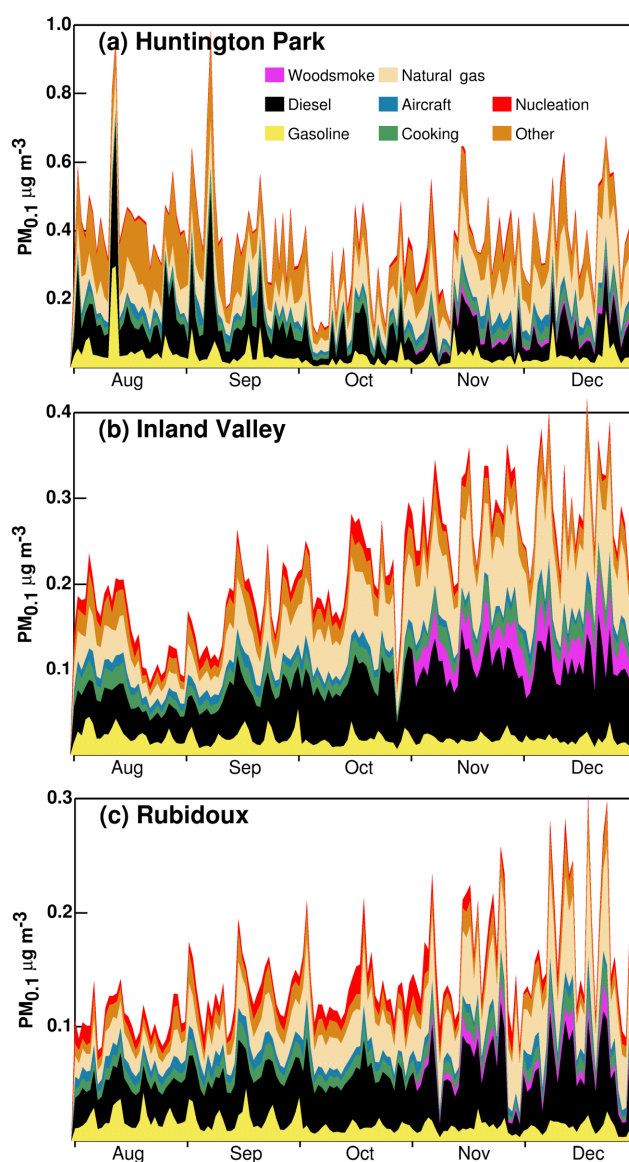 1.0
(a) Huntington Park
Woodsmoke Natural gas
Diesel Aircraft Nucleation
Gasoline Cooking Other
0.8
0.6
0.4
0.2
PM0.1 μg m-3
Aug Sep Oct Nov Dec
0.4
(b) Inland Valley
0.3
0.2
0.1
PM0.1 μg m-3
Aug Sep Oct Nov Dec
0.3
(c) Rubidoux
0.2
0.1
PM0.1 μg m-3
Aug Sep Oct Nov Dec